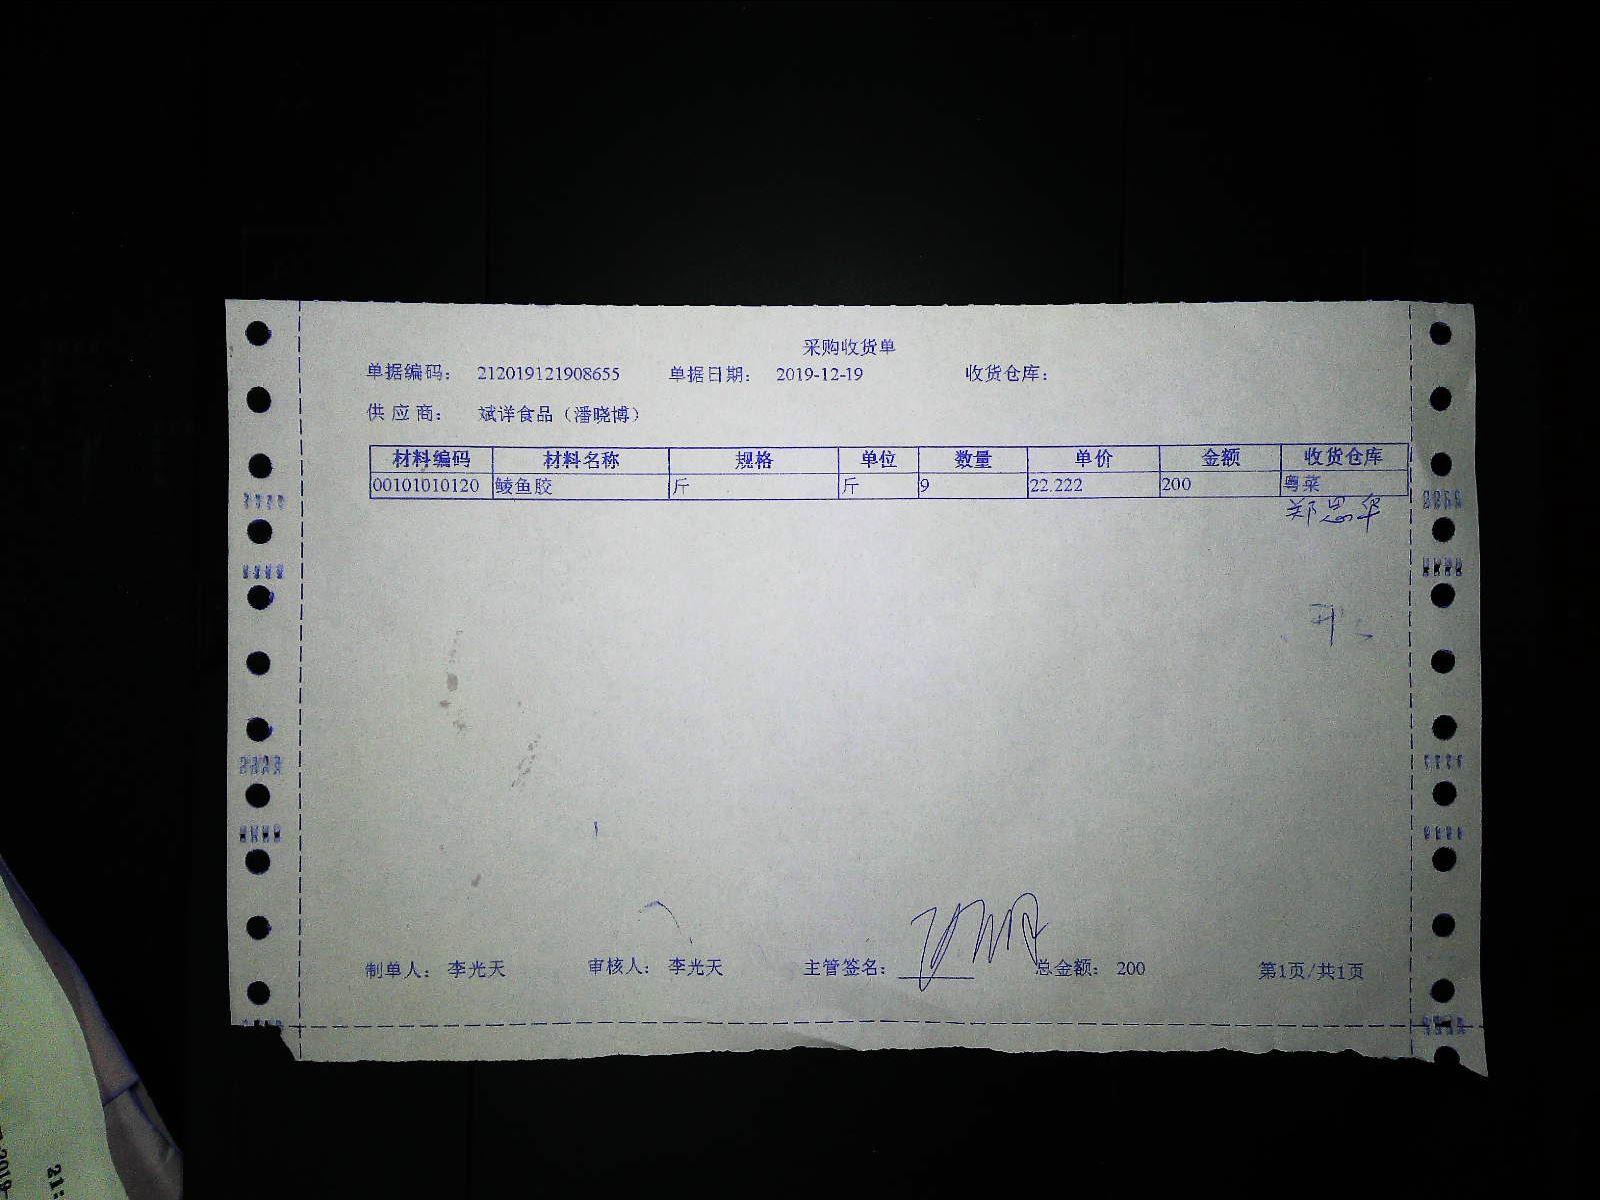 采购收货单
单据编码： 212019121908655 单据日期： 2019-12-19 收货仓库：
供 应 商： 斌详食品（潘晓博）
材料编码 材料名称 规格 单位 数量 单价 金额 收货仓库
00101010120 鲮鱼胶 斤 斤 9 22.222 200 粤菜
郑思华
制单人： 李光天 审核人： 李光天 主管签名： 总金额： 200 第1页/共1页